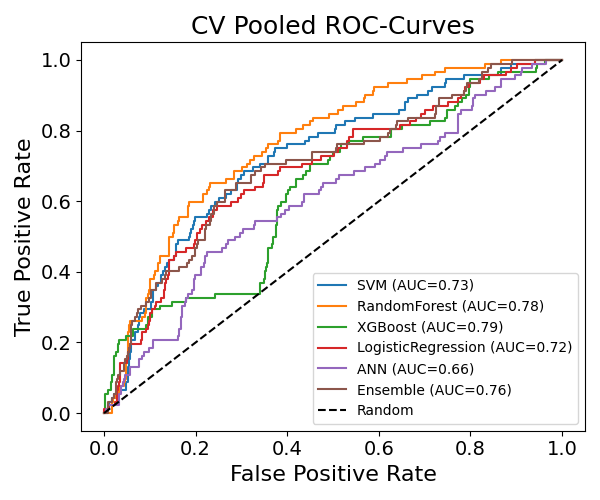 CV Pooled ROC-Curves
True Positive Rate
1.0
0.8
0.6
0.4
0.2
0.0
SVM (AUC=0.73)
RandomForest (AUC=0.78)
XGBoost (AUC=0.79)
LogisticRegression (AUC=0.72)
ANN (AUC=0.66)
Ensemble (AUC=0.76)
Random
0.0 0.2 0.4 0.6 0.8 1.0
False Positive Rate